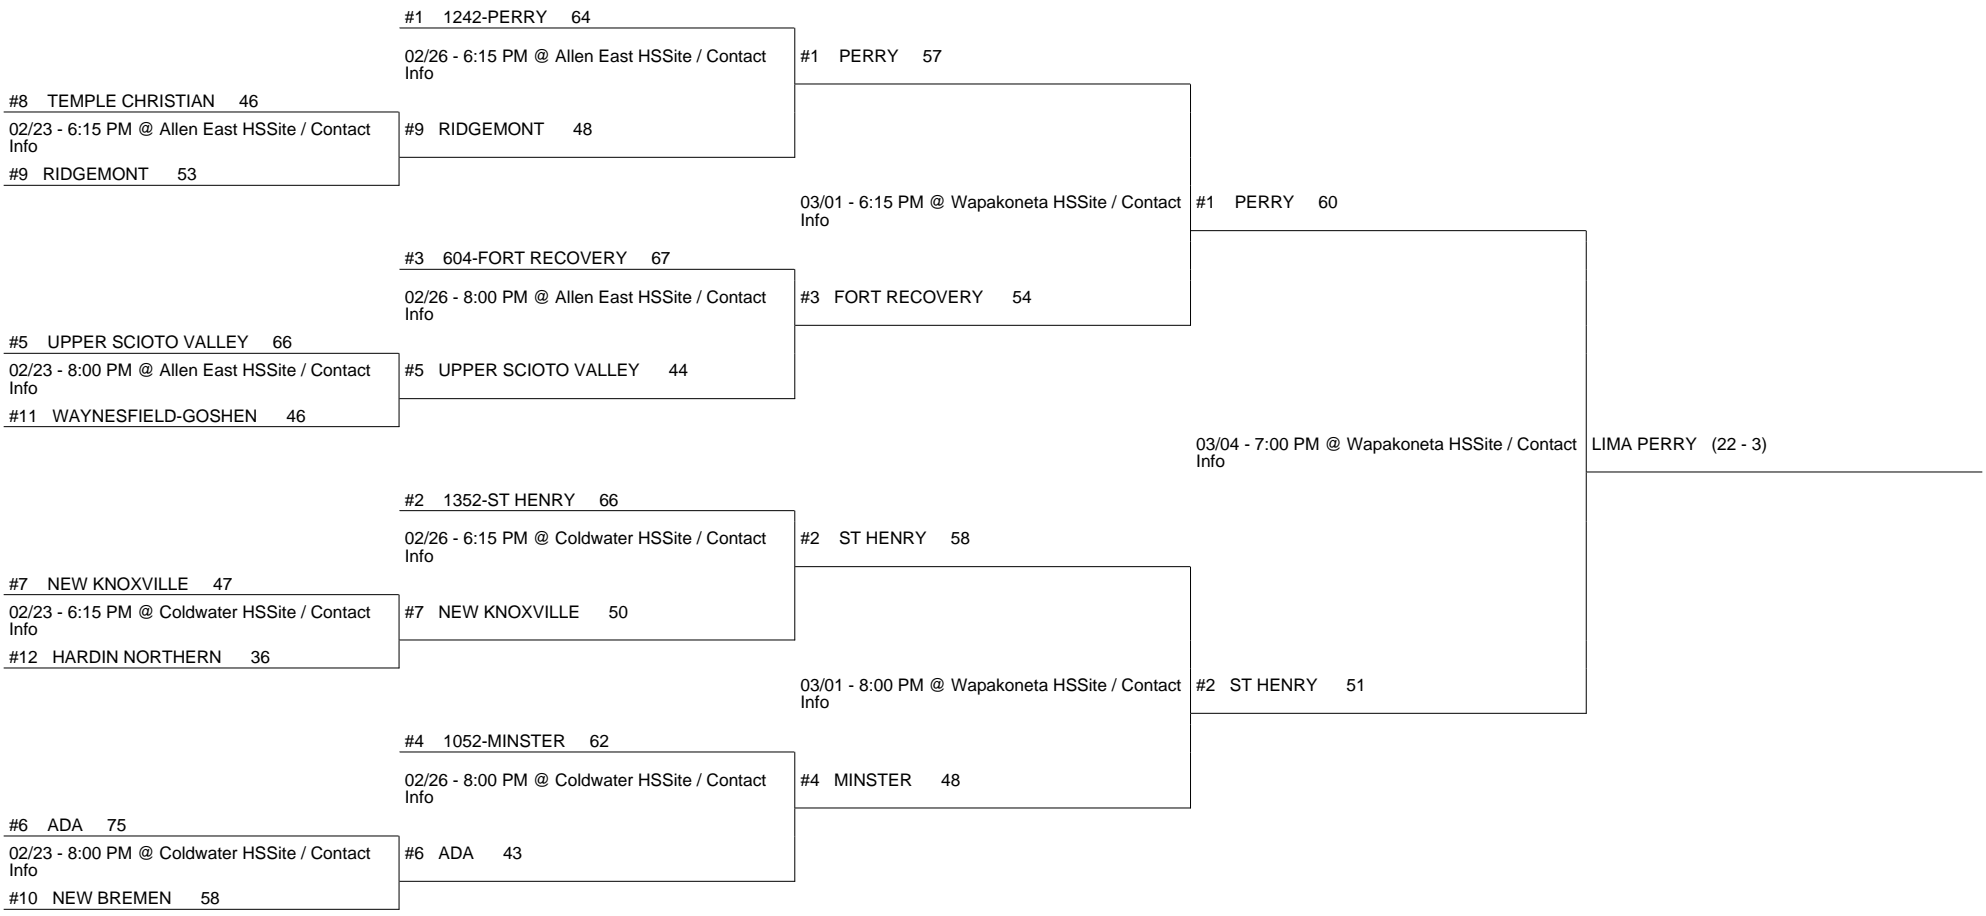 #1 1242-PERRY 64
02/26 - 6:15 PM @ Allen East HSSite / Contact
Info
#1 PERRY 57
#8 TEMPLE CHRISTIAN 46
02/23 - 6:15 PM @ Allen East HSSite / Contact
Info
#9 RIDGEMONT 48
#9 RIDGEMONT 53
03/01 - 6:15 PM @ Wapakoneta HSSite / Contact
Info
#1 PERRY 60
#3 604-FORT RECOVERY 67
02/26 - 8:00 PM @ Allen East HSSite / Contact
Info
#3 FORT RECOVERY 54
#5 UPPER SCIOTO VALLEY 66
02/23 - 8:00 PM @ Allen East HSSite / Contact
Info
#5 UPPER SCIOTO VALLEY 44
#11 WAYNESFIELD-GOSHEN 46
03/04 - 7:00 PM @ Wapakoneta HSSite / Contact
Info
LIMA PERRY (22 - 3)
#2 1352-ST HENRY 66
02/26 - 6:15 PM @ Coldwater HSSite / Contact
Info
#2 ST HENRY 58
#7 NEW KNOXVILLE 47
02/23 - 6:15 PM @ Coldwater HSSite / Contact
Info
#7 NEW KNOXVILLE 50
#12 HARDIN NORTHERN 36
03/01 - 8:00 PM @ Wapakoneta HSSite / Contact
Info
#2 ST HENRY 51
#4 1052-MINSTER 62
02/26 - 8:00 PM @ Coldwater HSSite / Contact
Info
#4 MINSTER 48
#6 ADA 75
02/23 - 8:00 PM @ Coldwater HSSite / Contact
Info
#6 ADA 43
#10 NEW BREMEN 58